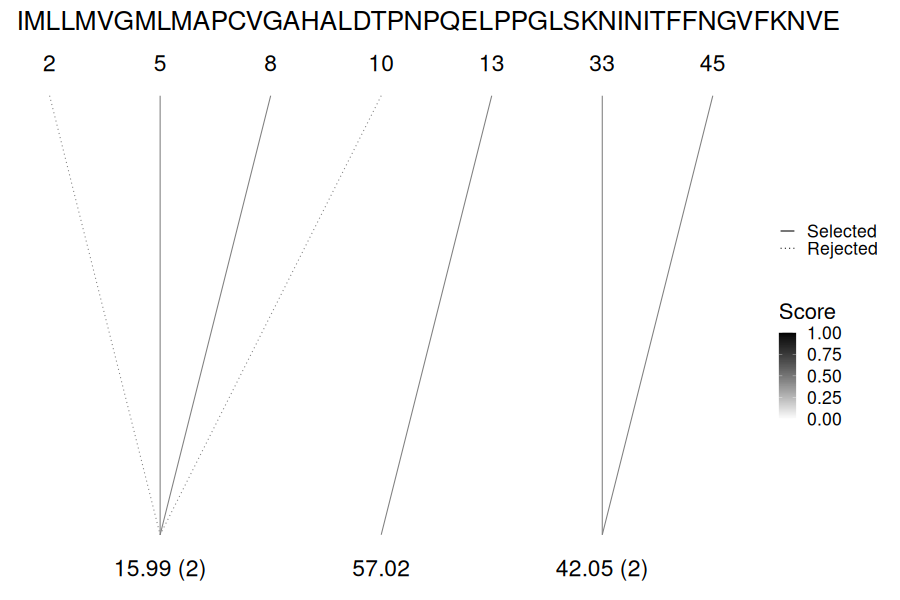 IMLLMVGMLMAPCVGAHALDTPNPQELPPGLSKNINITFFNGVFKNVE
2 5 8 10 13 33 45
Selected
Rejected
Score
1.00
0.75
0.50
0.25
0.00
15.99 (2) 57.02 42.05 (2)